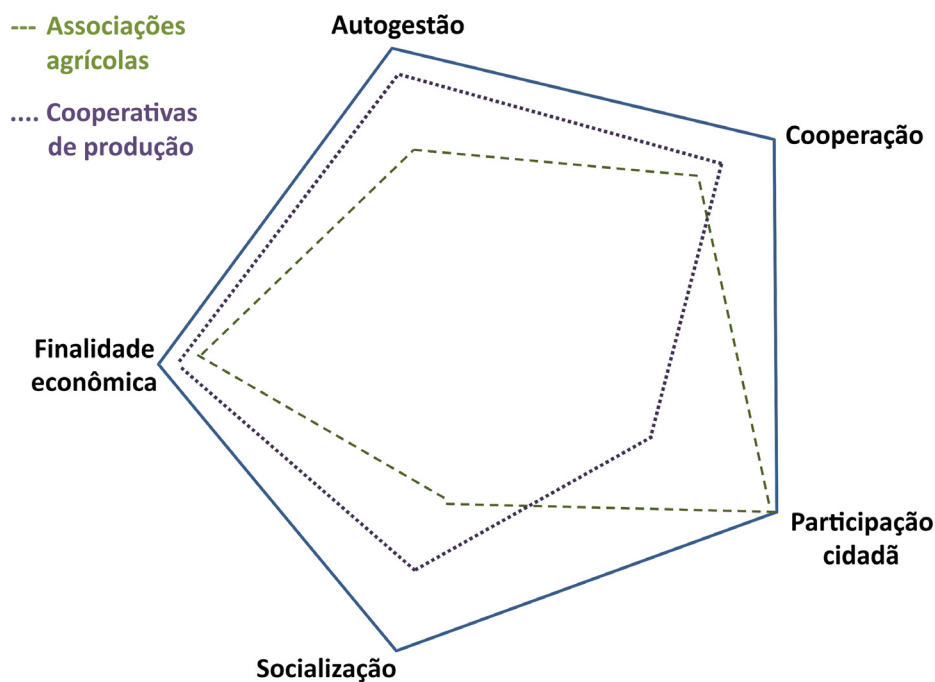 --- Associações
agrícolas
.... Cooperativas
de produção
Autogestão
Cooperação
Finalidade
econômica
Participação
cidadã
Socialização